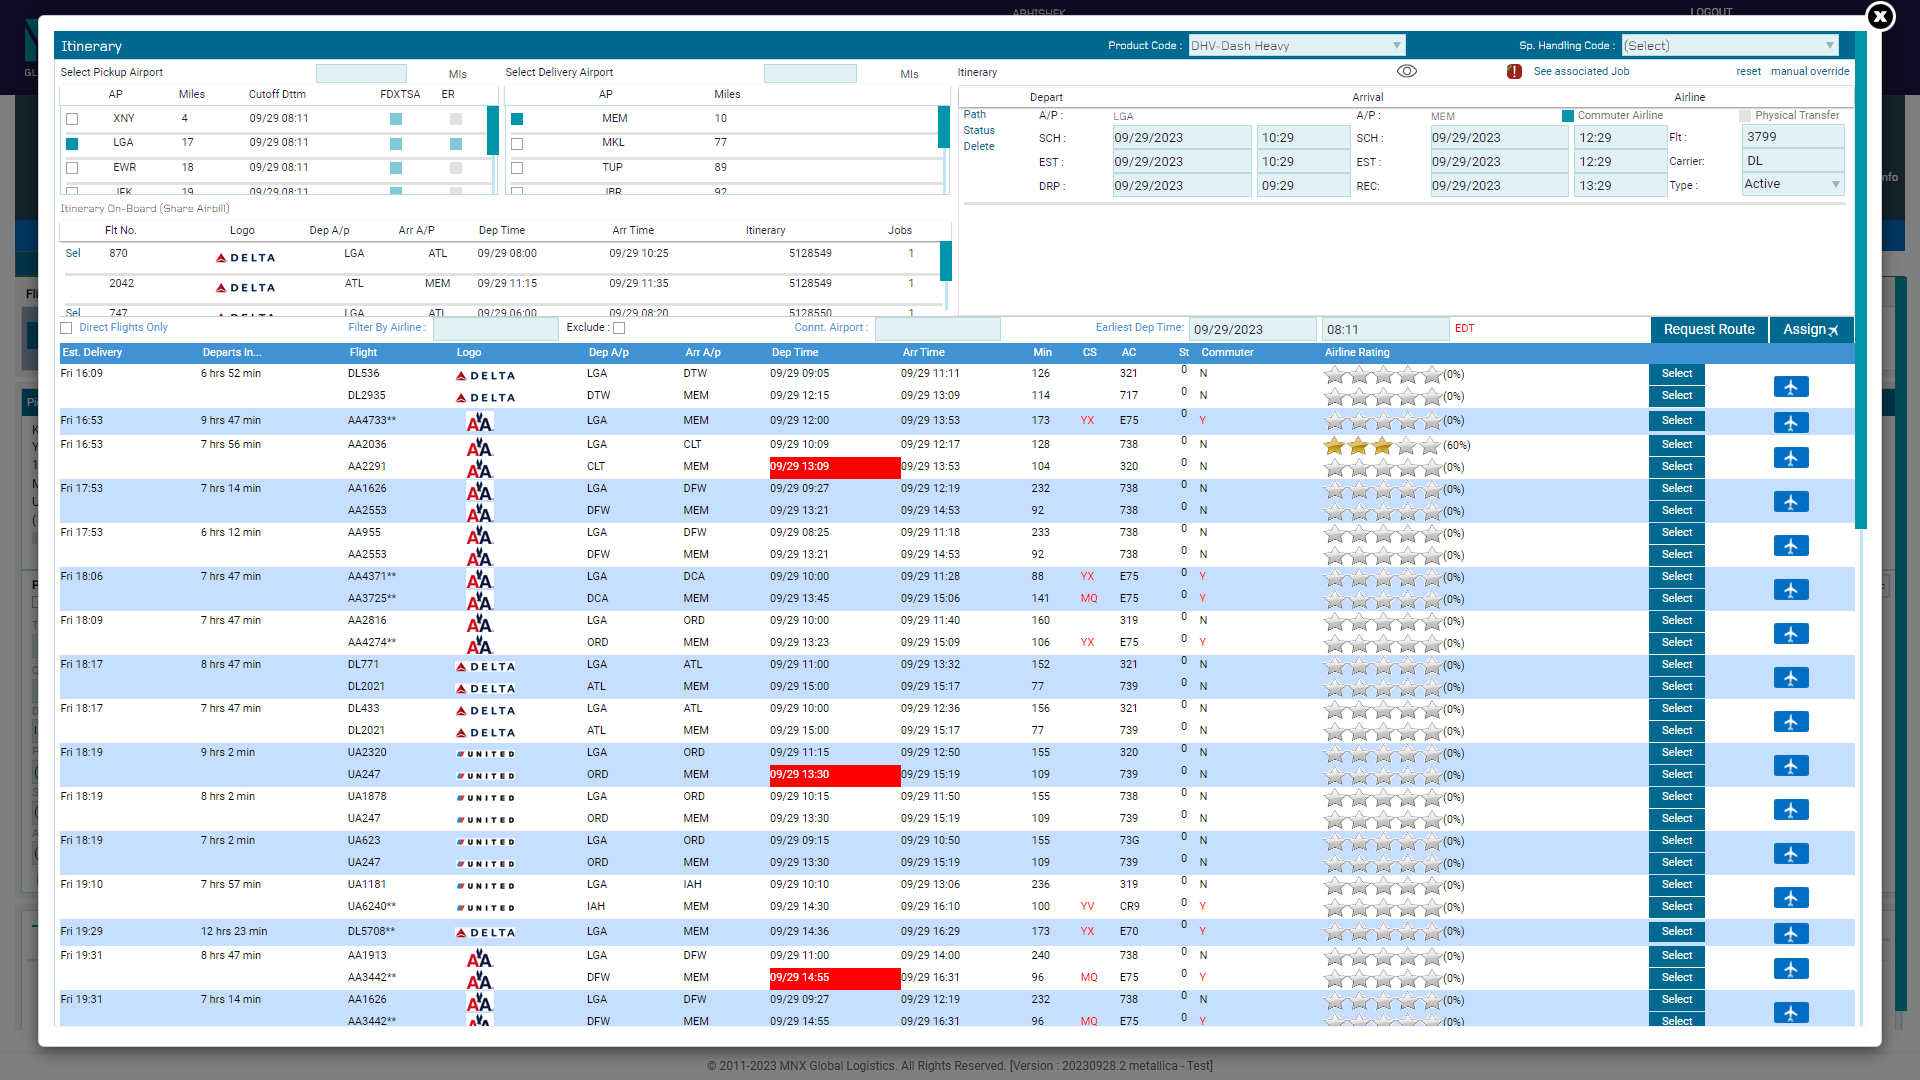 ABHISHEK
LOGOUT
Itinerary
Product Code : DHV-Dash Heavy
Sp. Handling Code : (Select)
Select Pickup Airport Mls
Select Delivery Airport Mls
Itinerary
See associated Job
reset manual override
AP Miles Cutoff Dttm FDXTSA ER
XNY 4 09/29 08:11
LGA 17 09/29 08:11
EWR 18 09/29 08:11
JFK 19 09/29 08:11
AP Miles
MEM 10
MKL 77
TUP 89
JBR 92
Depart Arrival Airline
Path
Status
Delete
A/P : LGA A/P : MEM Commuter Airline Physical Transfer
SCH : 09/29/2023 10:29 SCH : 09/29/2023 12:29 Flt : 3799
EST : 09/29/2023 10:29 EST : 09/29/2023 12:29 Carrier: DL
DRP : 09/29/2023 09:29 REC: 09/29/2023 13:29 Type : Active
Itinerary On-Board (Share Airbill)
Flt No. Logo Dep A/p Arr A/P Dep Time Arr Time Itinerary Jobs
Sel 870 DELTA LGA ATL 09/29 08:00 09/29 10:25 5128549 1
2042 DELTA ATL MEM 09/29 11:15 09/29 11:35 5128549 1
Sel 747 DELTA LGA ATL 09/29 06:00 09/29 08:20 5128550 1
Direct Flights Only Filter By Airline : Exclude : Connt. Airport : Earliest Dep Time: 09/29/2023 08:11 EDT Request Route Assign
Est. Delivery Departs In... Flight Logo Dep A/p Arr A/p Dep Time Arr Time Min CS AC St Commuter Airline Rating
Fri 16:09 6 hrs 52 min DL536 DELTA LGA DTW 09/29 09:05 09/29 11:11 126 321 0 N (0%) Select
DL2935 DELTA DTW MEM 09/29 12:15 09/29 13:09 114 717 0 N (0%) Select
Fri 16:53 9 hrs 47 min AA4733** AA LGA MEM 09/29 12:00 09/29 13:53 173 YX E75 0 Y (0%) Select
Fri 16:53 7 hrs 56 min AA2036 AA LGA CLT 09/29 10:09 09/29 12:17 128 738 0 N (60%) Select
AA2291 AA CLT MEM 09/29 13:09 09/29 13:53 104 320 0 N (0%) Select
Fri 17:53 7 hrs 14 min AA1626 AA LGA DFW 09/29 09:27 09/29 12:19 232 738 0 N (0%) Select
AA2553 AA DFW MEM 09/29 13:21 09/29 14:53 92 738 0 N (0%) Select
Fri 17:53 6 hrs 12 min AA955 AA LGA DFW 09/29 08:25 09/29 11:18 233 738 0 N (0%) Select
AA2553 AA DFW MEM 09/29 13:21 09/29 14:53 92 738 0 N (0%) Select
Fri 18:06 7 hrs 47 min AA4371** AA LGA DCA 09/29 10:00 09/29 11:28 88 YX E75 0 Y (0%) Select
AA3725** AA DCA MEM 09/29 13:45 09/29 15:06 141 MQ E75 0 Y (0%) Select
Fri 18:09 7 hrs 47 min AA2816 AA LGA ORD 09/29 10:00 09/29 11:40 160 319 0 N (0%) Select
AA4274** AA ORD MEM 09/29 13:23 09/29 15:09 106 YX E75 0 Y (0%) Select
Fri 18:17 8 hrs 47 min DL771 DELTA LGA ATL 09/29 11:00 09/29 13:32 152 321 0 N (0%) Select
DL2021 DELTA ATL MEM 09/29 15:00 09/29 15:17 77 739 0 N (0%) Select
Fri 18:17 7 hrs 47 min DL433 DELTA LGA ATL 09/29 10:00 09/29 12:36 156 321 0 N (0%) Select
DL2021 DELTA ATL MEM 09/29 15:00 09/29 15:17 77 739 0 N (0%) Select
Fri 18:19 9 hrs 2 min UA2320 UNITED LGA ORD 09/29 11:15 09/29 12:50 155 320 0 N (0%) Select
UA247 UNITED ORD MEM 09/29 13:30 09/29 15:19 109 739 0 N (0%) Select
Fri 18:19 8 hrs 2 min UA1878 UNITED LGA ORD 09/29 10:15 09/29 11:50 155 738 0 N (0%) Select
UA247 UNITED ORD MEM 09/29 13:30 09/29 15:19 109 739 0 N (0%) Select
Fri 18:19 7 hrs 2 min UA623 UNITED LGA ORD 09/29 09:15 09/29 10:50 155 73G 0 N (0%) Select
UA247 UNITED ORD MEM 09/29 13:30 09/29 15:19 109 739 0 N (0%) Select
Fri 19:10 7 hrs 57 min UA1181 UNITED LGA IAH 09/29 10:10 09/29 13:06 236 319 0 N (0%) Select
UA6240** UNITED IAH MEM 09/29 14:30 09/29 16:10 100 YV CR9 0 Y (0%) Select
Fri 19:29 12 hrs 23 min DL5708** DELTA LGA MEM 09/29 14:36 09/29 16:29 173 YX E70 0 Y (0%) Select
Fri 19:31 8 hrs 47 min AA1913 AA LGA DFW 09/29 11:00 09/29 14:00 240 738 0 N (0%) Select
AA3442** AA DFW MEM 09/29 14:55 09/29 16:31 96 MQ E75 0 Y (0%) Select
Fri 19:31 7 hrs 14 min AA1626 AA LGA DFW 09/29 09:27 09/29 12:19 232 738 0 N (0%) Select
AA3442** AA DFW MEM 09/29 14:55 09/29 16:31 96 MQ E75 0 Y (0%) Select
© 2011-2023 MNX Global Logistics. All Rights Reserved. [Version : 20230928.2 metallica - Test]